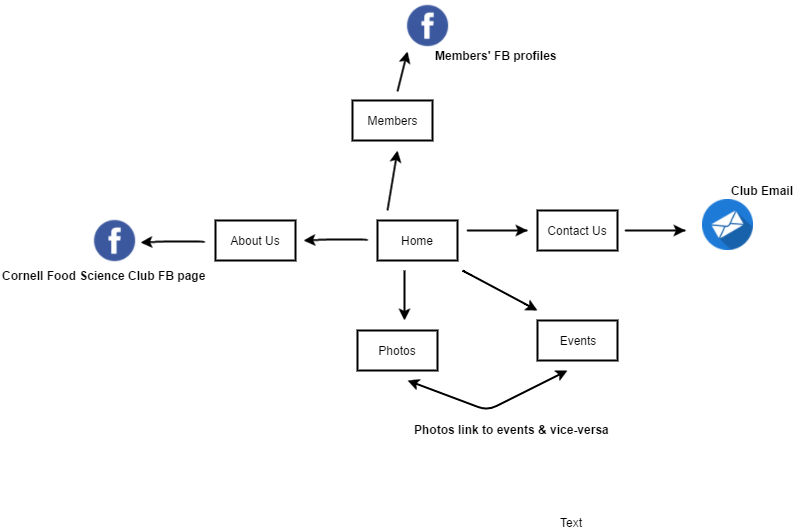 Members' FB profiles
Members
Club Email
About Us
Home
Contact Us
Cornell Food Science Club FB page
Photos
Events
Photos link to events & vice-versa
Text